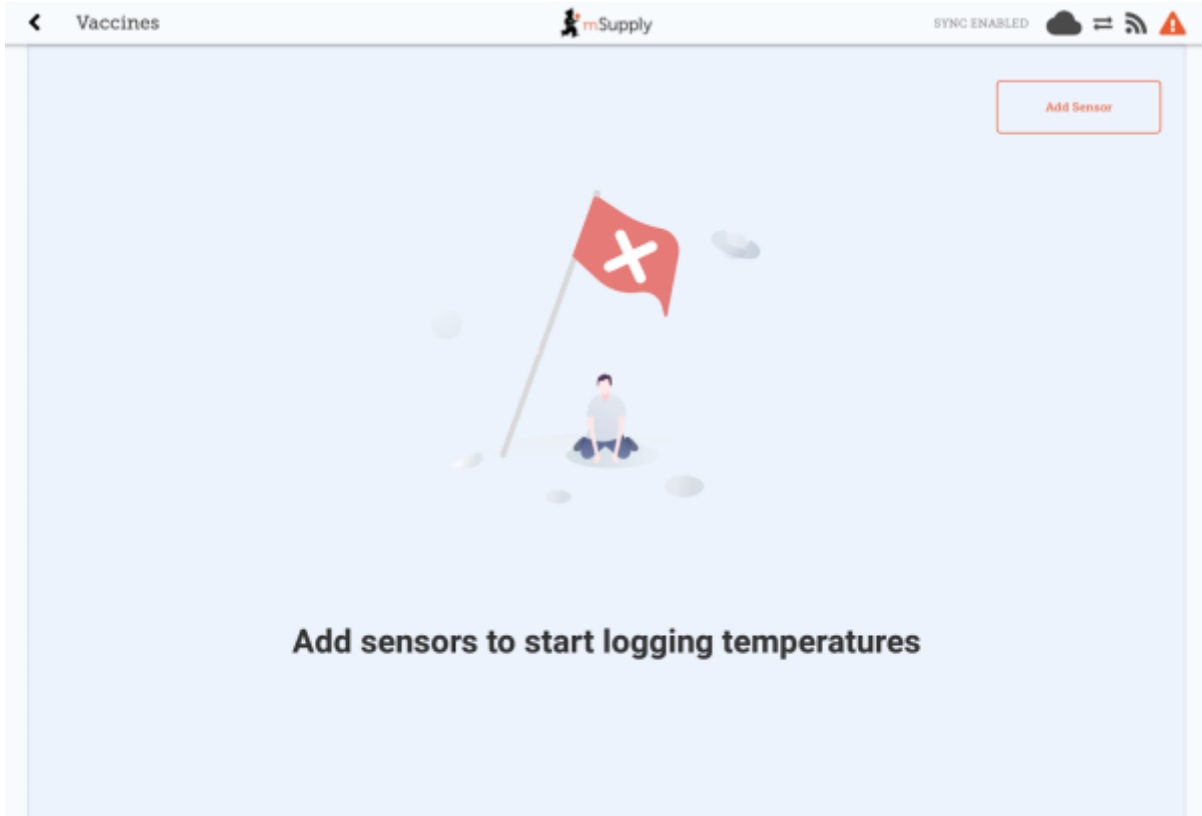 Vaccines
mSupply
SYNC ENABLED
Add Sensor
Add sensors to start logging temperatures